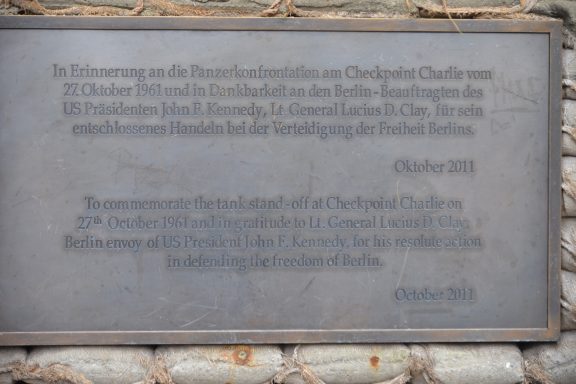 In Erinnerung an die Panzerkonfrontation am Checkpoint Charlie vom
27. Oktober 1961 und in Dankbarkeit an den Berlin - Beauftragten des
US Präsidenten John F. Kennedy, Lt. General Lucius D. Clay, für sein
entschlossenes Handeln bei der Verteidigung der Freiheit Berlins.
Oktober 2011
To commemorate the tank stand - off at Checkpoint Charlie on
27th October 1961 and in gratitude to Lt. General Lucius D. Clay,
Berlin envoy of US President John F. Kennedy, for his resolute action
in defending the freedom of Berlin.
October 2011